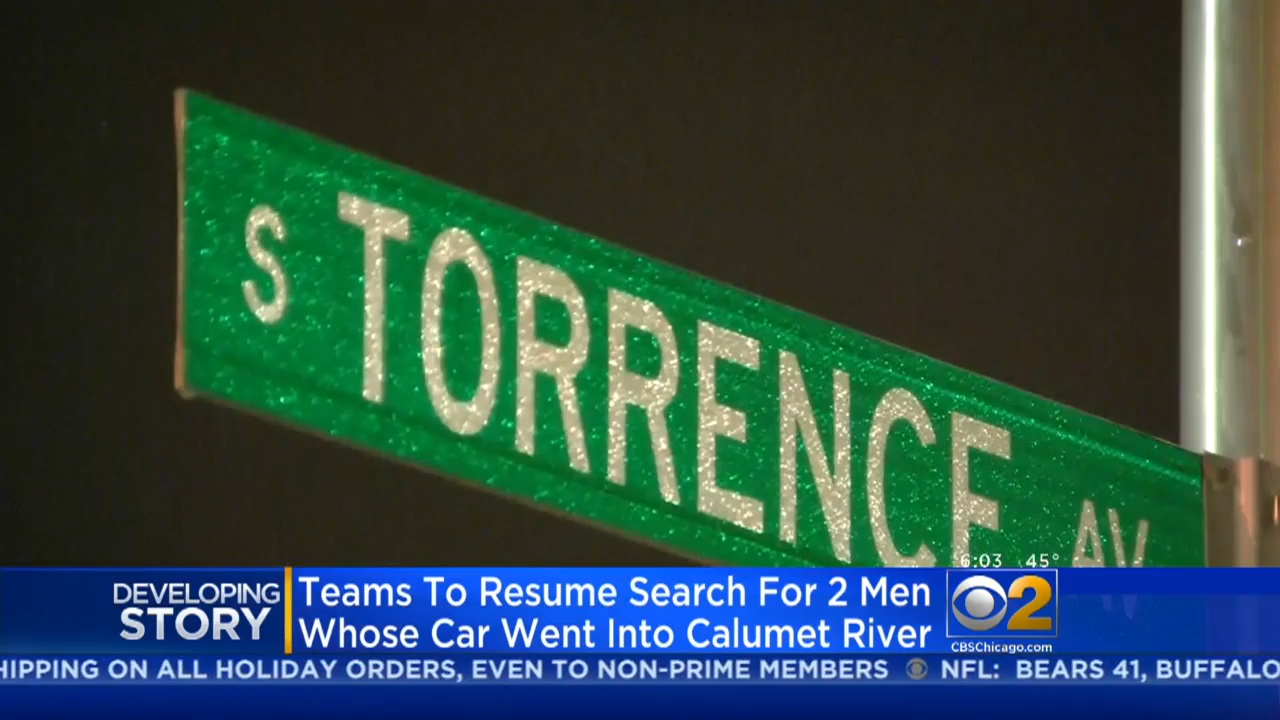 S TORRENCE AV
6:03 45°
DEVELOPING
STORY
Teams To Resume Search For 2 Men
Whose Car Went Into Calumet River
2
CBSChicago.com
HIPPING ON ALL HOLIDAY ORDERS, EVEN TO NON-PRIME MEMBERS NFL: BEARS 41, BUFFALO